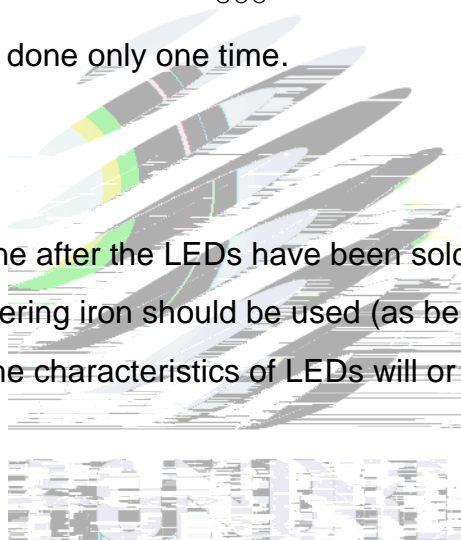 done only one time.
ne after the LEDs have been sold
ering iron should be used (as be
ne characteristics of LEDs will or